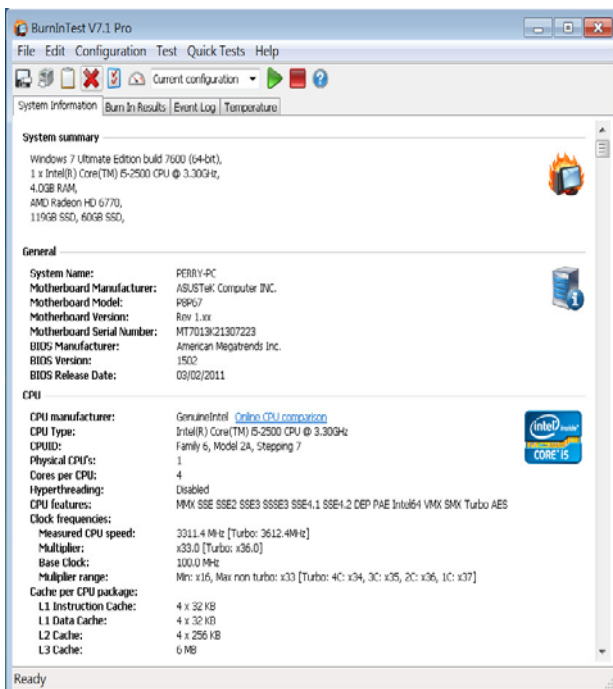 BurnInTest V7.1 Pro
File Edit Configuration Test Quick Tests Help
Current configuration
System Information Burn In Results Event Log Temperature
System summary
Windows 7 Ultimate Edition build 7600 (64-bit),
1 x Intel(R) Core(TM) i5-2500 CPU @ 3.30GHz,
4.0GB RAM,
AMD Radeon HD 6770,
119GB SSD, 60GB SSD,
General
System Name: PERRY-PC
Motherboard Manufacturer: ASUSTeK Computer INC.
Motherboard Model: P8P67
Motherboard Version: Rev 1.xx
Motherboard Serial Number: MT7013K21307223
BIOS Manufacturer: American Megatrends Inc.
BIOS Version: 1502
BIOS Release Date: 03/02/2011
CPU
CPU manufacturer: GenuineIntel Online CPU comparison
CPU Type: Intel(R) Core(TM) i5-2500 CPU @ 3.30GHz
CPUID: Family 6, Model 2A, Stepping 7
Physical CPU's: 1
Cores per CPU: 4
Hyperthreading: Disabled
CPU features: MMX SSE SSE2 SSE3 SSSE3 SSE4.1 SSE4.2 DEP PAE Intel64 VMX SMX Turbo AES
Clock frequencies:
Measured CPU speed: 3311.4 MHz [Turbo: 3612.4MHz]
Multiplier: x33.0 [Turbo: x36.0]
Base Clock: 100.0 MHz
Muliplier range: Min: x16, Max non turbo: x33 [Turbo: 4C: x34, 3C: x35, 2C: x36, 1C: x37]
Cache per CPU package:
L1 Instruction Cache: 4 x 32 KB
L1 Data Cache: 4 x 32 KB
L2 Cache: 4 x 256 KB
L3 Cache: 6 MB
intel inside
CORE i5
Ready